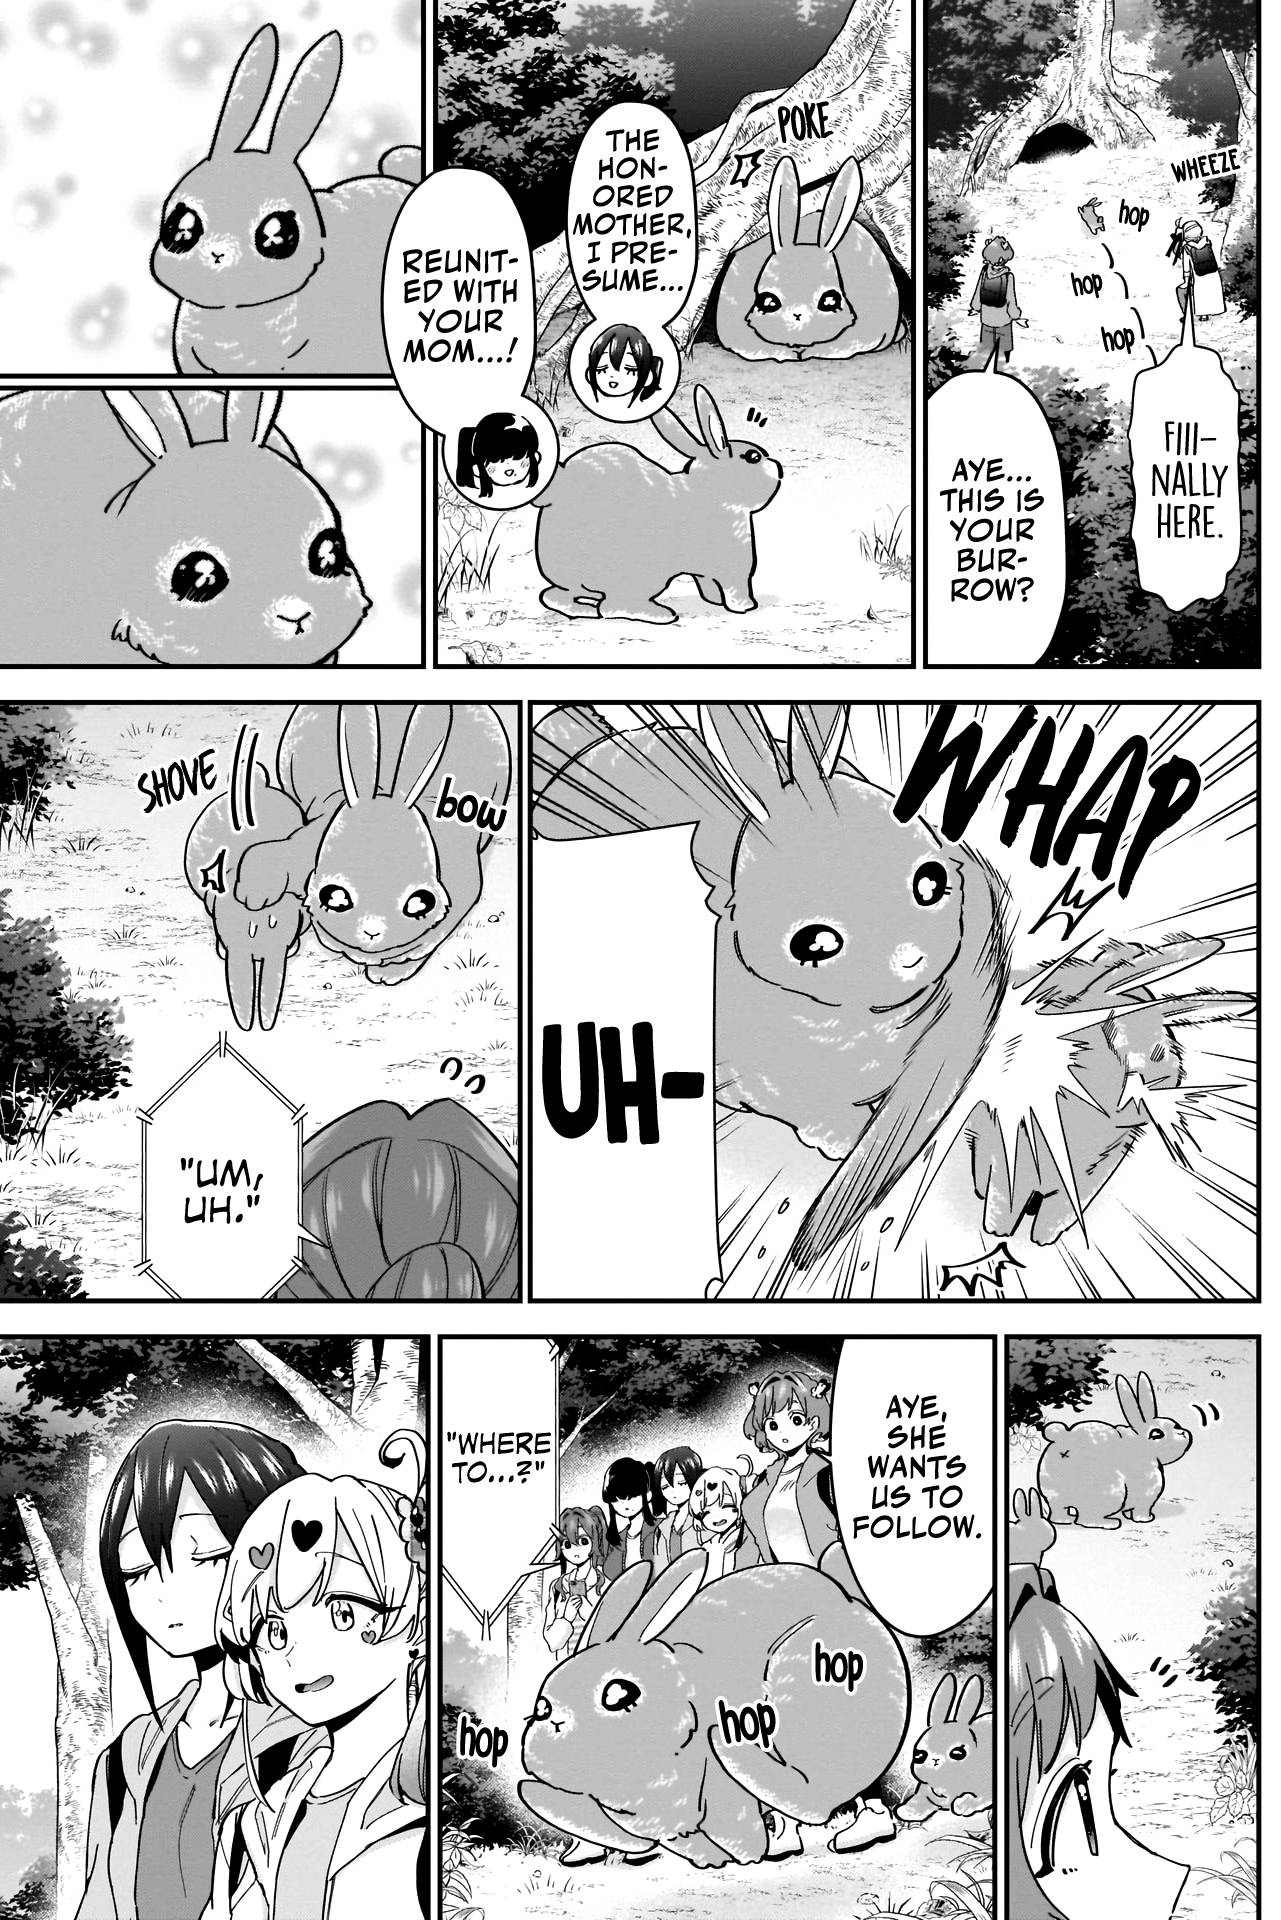 WHEEZE
hop
hop
hop
FIII-
NALLY
HERE.
AYE...
THIS IS
YOUR
BUR-
ROW?
POKE
THE
HON-
ORED
MOTHER,
I PRE-
SUME...
REUNIT-
ED WITH
YOUR
MOM...!
WHAP
UH-
SHOVE
bow
"UM,
UH."
AYE,
SHE
WANTS
US TO
FOLLOW.
"WHERE
TO...?"
hop
hop
hop